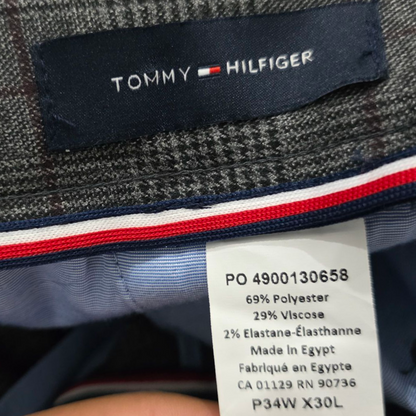 TOMMY HILFIGER
PO 4900130658
69% Polyester
29% Viscose
2% Elastane-Élasthanne
Made in Egypt
Fabriqué en Egypte
CA 01129 RN 90736
P34W X30L